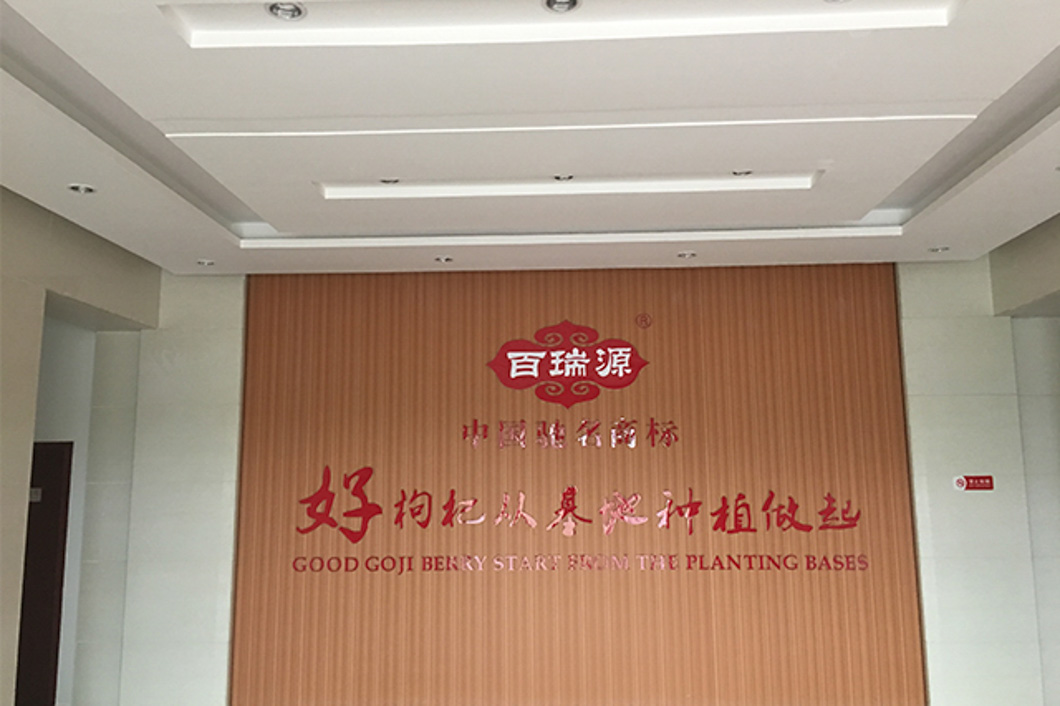 百瑞源®
中国驰名商标
好枸杞从基地种植做起
GOOD GOJI BERRY START FROM THE PLANTING BASES